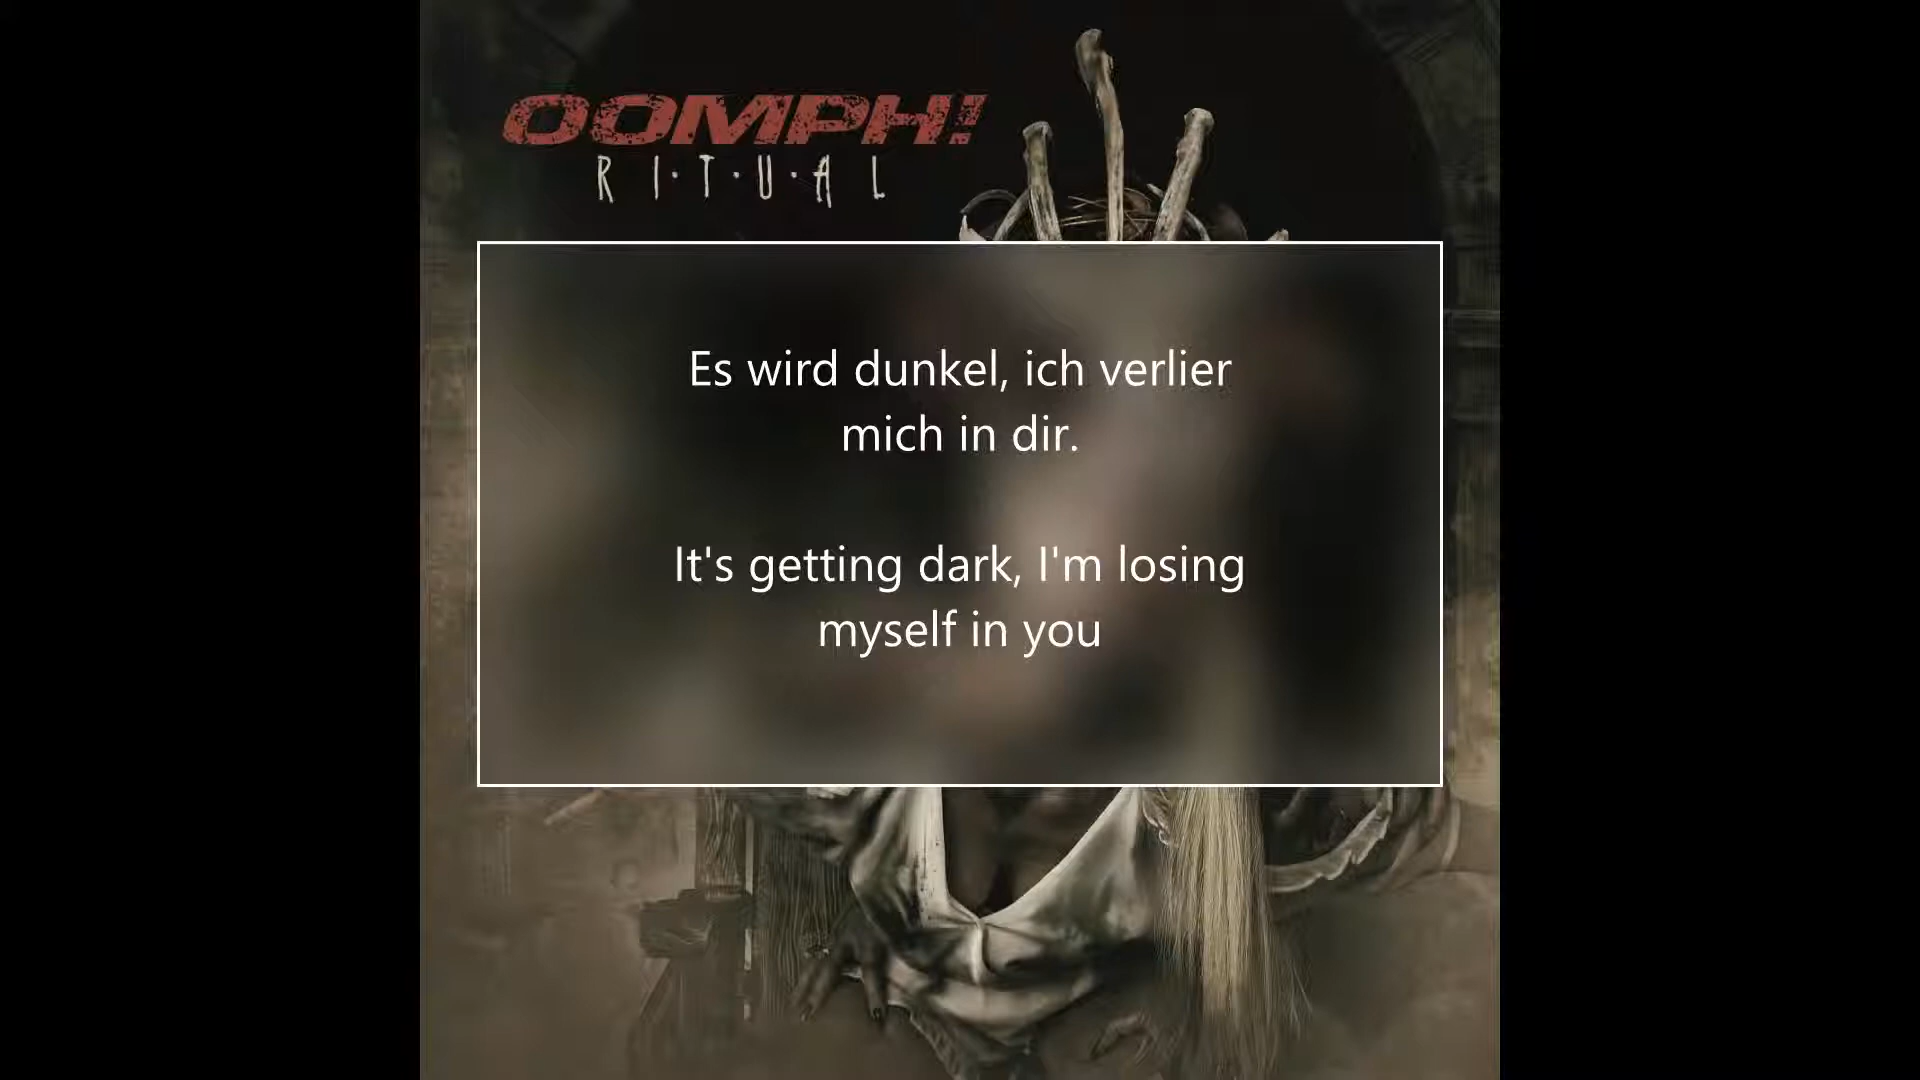 OOMPH!
R I · T · U · A L
Es wird dunkel, ich verlier
mich in dir.
It's getting dark, I'm losing
myself in you